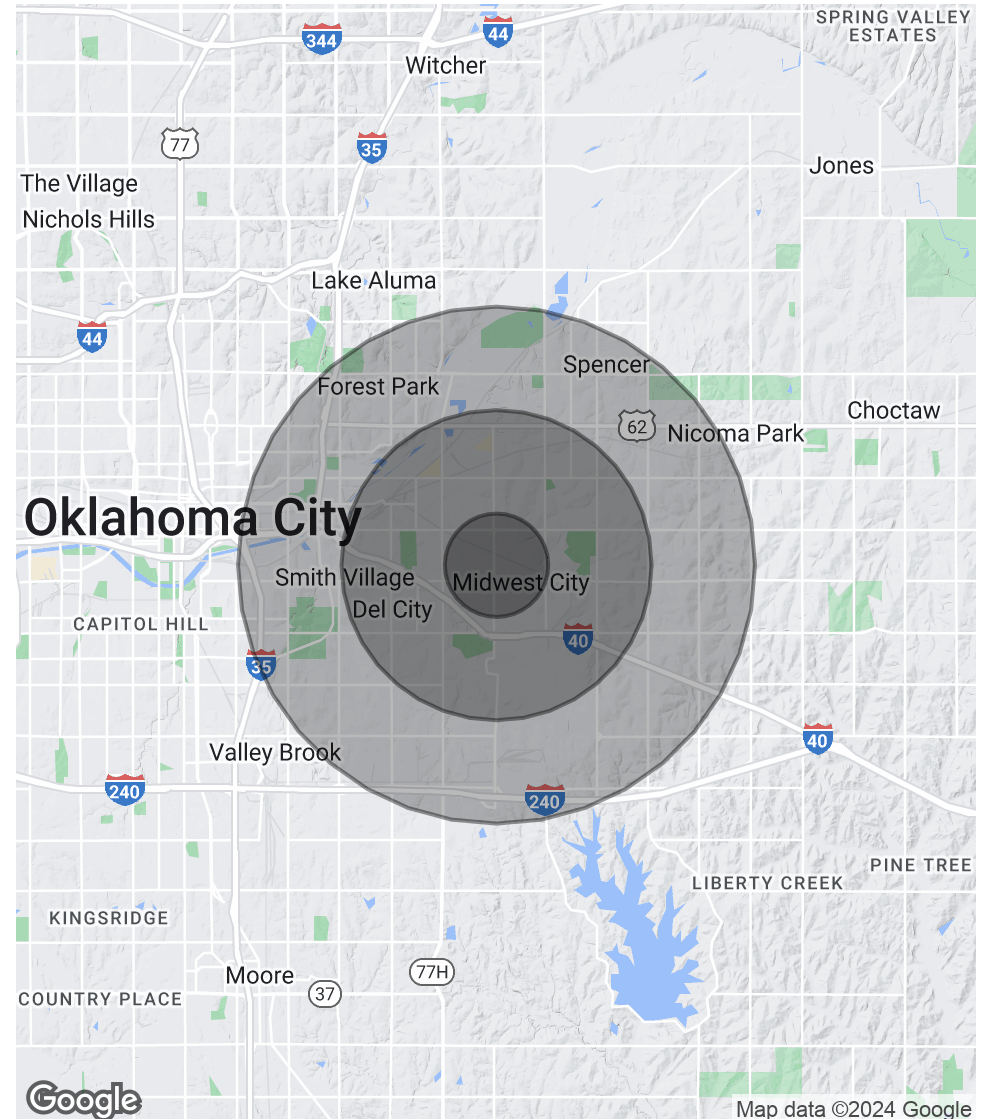 SPRING VALLEY
ESTATES
344
44
Witcher
77
35
Jones
The Village
Nichols Hills
Lake Aluma
44
Spencer
Forest Park
Choctaw
62
Nicoma Park
Oklahoma City
Smith Village
Midwest City
Del City
CAPITOL HILL
40
35
40
Valley Brook
240
240
PINE TREE
LIBERTY CREEK
KINGSRIDGE
Moore
77H
37
COUNTRY PLACE
Google
Map data ©2024 Google